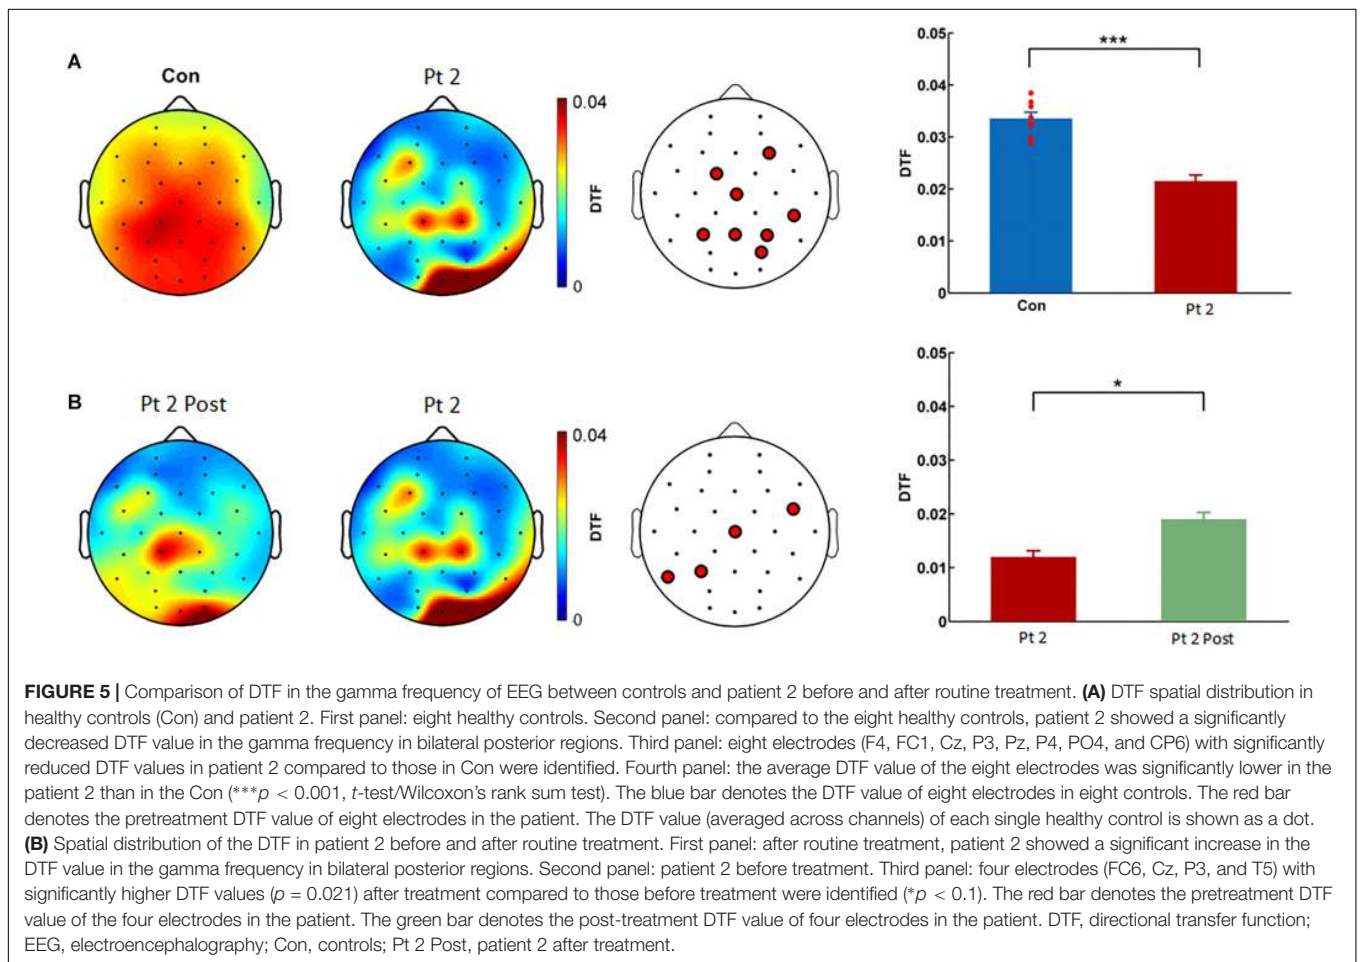 A
Con
Pt 2
0.04
DTF
0
0.05
0.04
0.03
0.02
0.01
0
DTF
***
Con
Pt 2
B
Pt 2 Post
Pt 2
0.04
DTF
0
0.05
0.04
0.03
0.02
0.01
0
DTF
*
Pt 2
Pt 2 Post
FIGURE 5 | Comparison of DTF in the gamma frequency of EEG between controls and patient 2 before and after routine treatment. (A) DTF spatial distribution in
healthy controls (Con) and patient 2. First panel: eight healthy controls. Second panel: compared to the eight healthy controls, patient 2 showed a significantly
decreased DTF value in the gamma frequency in bilateral posterior regions. Third panel: eight electrodes (F4, FC1, Cz, P3, Pz, P4, PO4, and CP6) with significantly
reduced DTF values in patient 2 compared to those in Con were identified. Fourth panel: the average DTF value of the eight electrodes was significantly lower in the
patient 2 than in the Con (***p < 0.001, t-test/Wilcoxon's rank sum test). The blue bar denotes the DTF value of eight electrodes in eight controls. The red bar
denotes the pretreatment DTF value of eight electrodes in the patient. The DTF value (averaged across channels) of each single healthy control is shown as a dot.
(B) Spatial distribution of the DTF in patient 2 before and after routine treatment. First panel: after routine treatment, patient 2 showed a significant increase in the
DTF value in the gamma frequency in bilateral posterior regions. Second panel: patient 2 before treatment. Third panel: four electrodes (FC6, Cz, P3, and T5) with
significantly higher DTF values (p = 0.021) after treatment compared to those before treatment were identified (*p < 0.1). The red bar denotes the pretreatment DTF
value of the four electrodes in the patient. The green bar denotes the post-treatment DTF value of four electrodes in the patient. DTF, directional transfer function;
EEG, electroencephalography; Con, controls; Pt 2 Post, patient 2 after treatment.